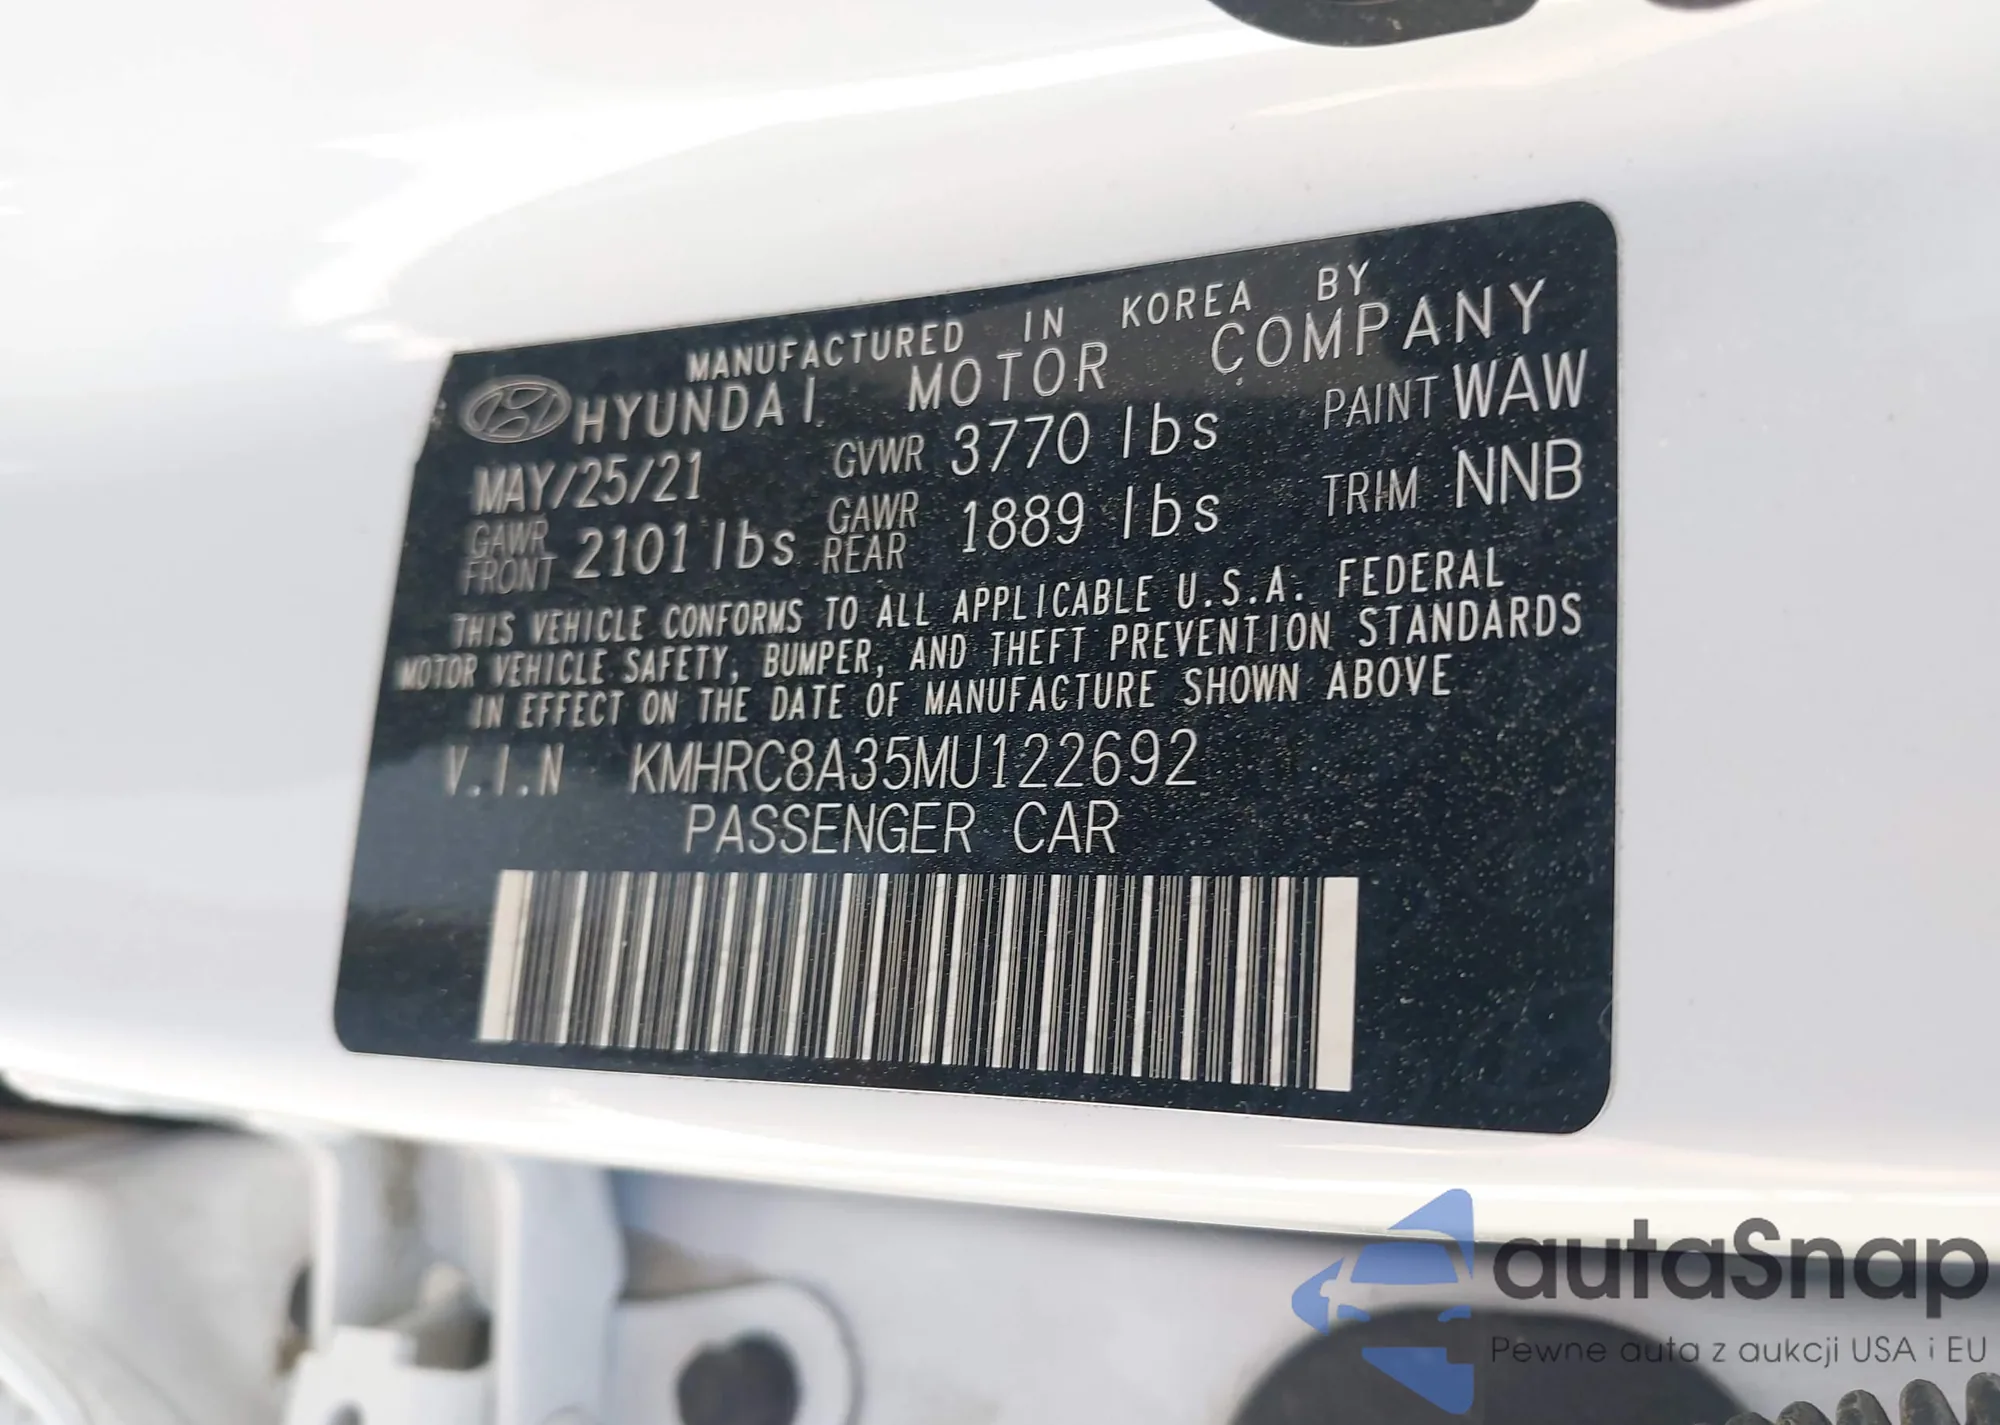 MANUFACTURED IN KOREA BY
HYUNDAI MOTOR COMPANY
MAY/25/21 GVWR 3770 lbs PAINT WAW
GAWR FRONT 2101 lbs GAWR REAR 1889 lbs TRIM NNB
THIS VEHICLE CONFORMS TO ALL APPLICABLE U.S.A. FEDERAL
MOTOR VEHICLE SAFETY, BUMPER, AND THEFT PREVENTION STANDARDS
IN EFFECT ON THE DATE OF MANUFACTURE SHOWN ABOVE
V.I.N KMHRC8A35MU122692
PASSENGER CAR
autaSnap
Pewne auta z aukcji USA i EU